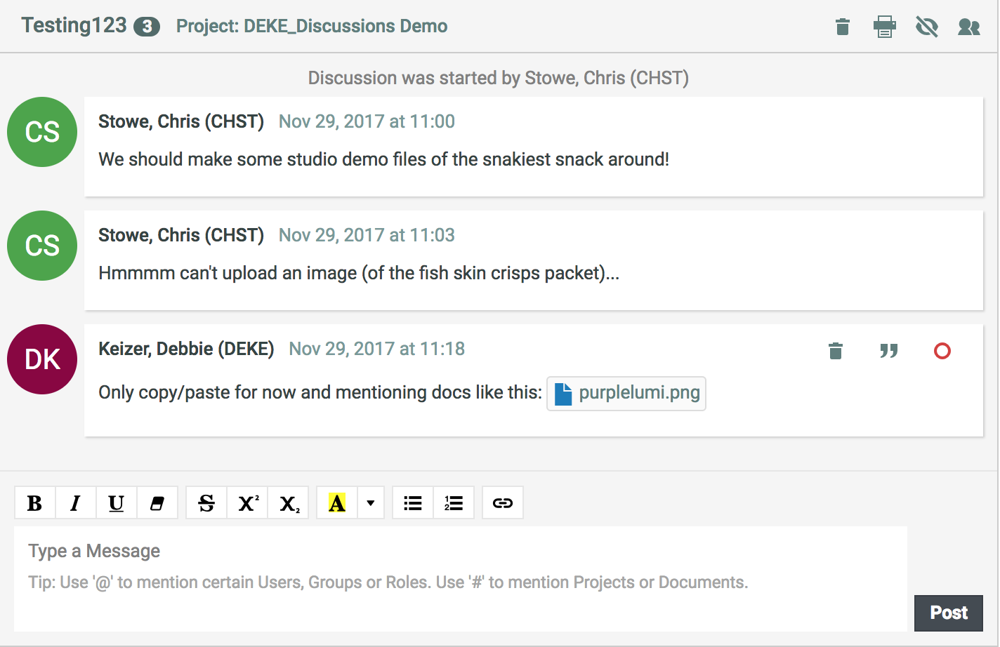 Testing123 3 Project: DEKE_Discussions Demo
Discussion was started by Stowe, Chris (CHST)
CS
Stowe, Chris (CHST) Nov 29, 2017 at 11:00
We should make some studio demo files of the snakiest snack around!
CS
Stowe, Chris (CHST) Nov 29, 2017 at 11:03
Hmmmm can't upload an image (of the fish skin crisps packet)...
DK
Keizer, Debbie (DEKE) Nov 29, 2017 at 11:18
Only copy/paste for now and mentioning docs like this: purplelumi.png
B I U S X² X₂ A
Type a Message
Tip: Use '@' to mention certain Users, Groups or Roles. Use '#' to mention Projects or Documents.
Post